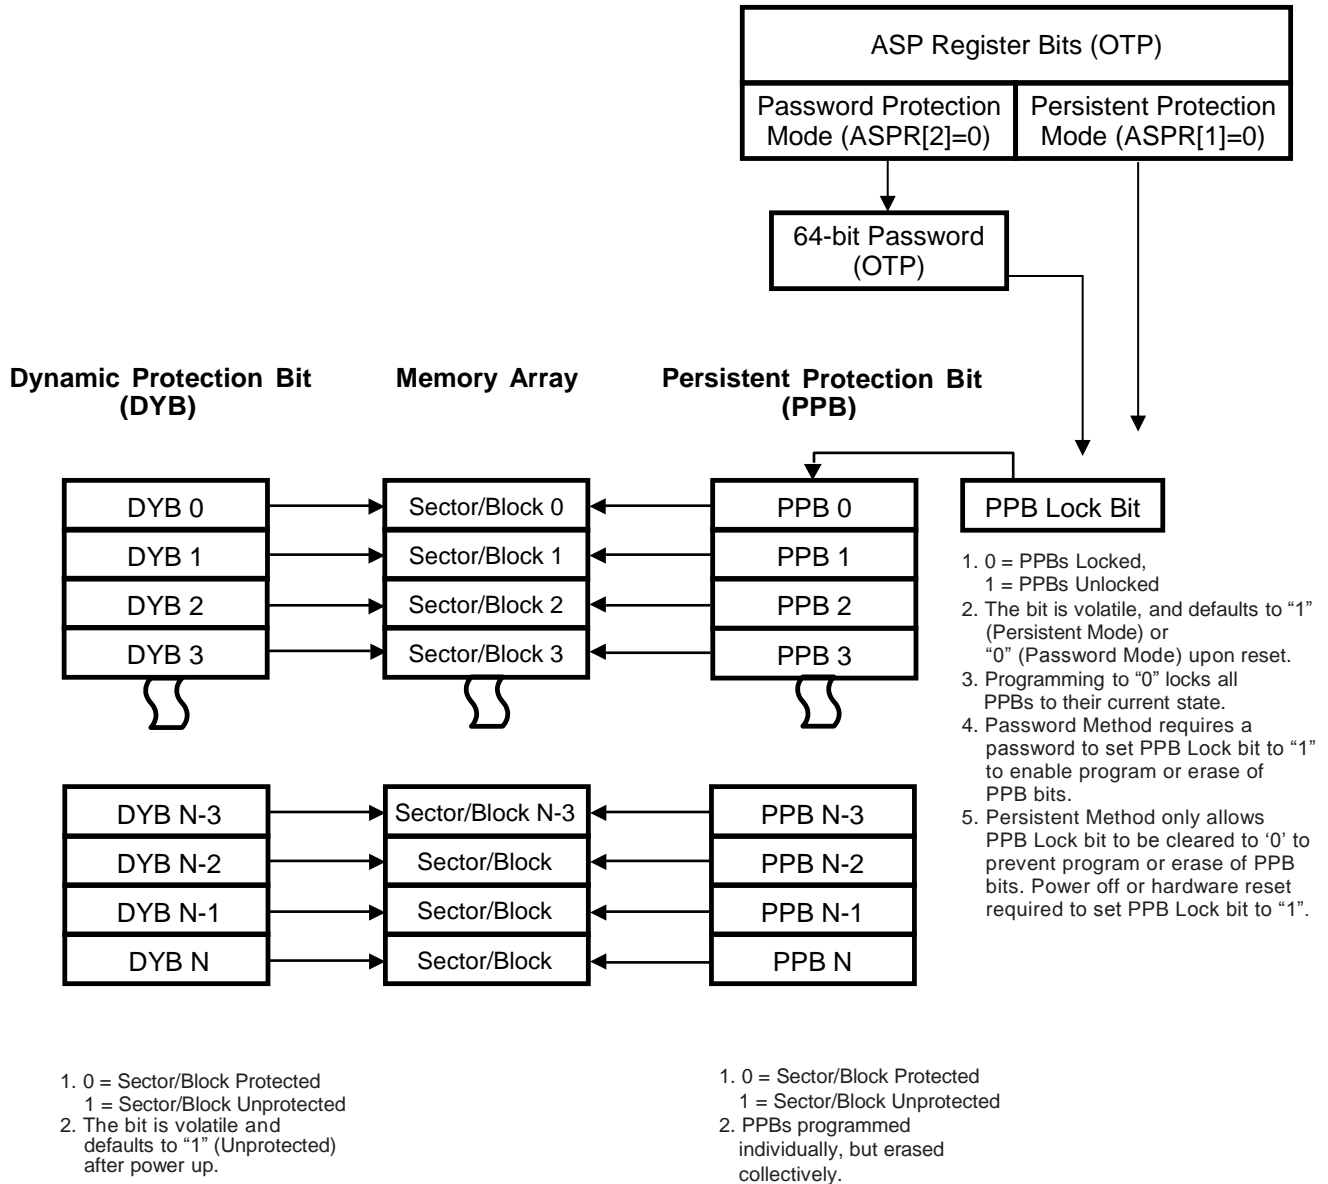 ASP Register Bits (OTP)
Password Protection
Mode (ASPR[2]=0)
Persistent Protection
Mode (ASPR[1]=0)
64-bit Password
(OTP)
Dynamic Protection Bit
(DYB)
Memory Array
Persistent Protection Bit
(PPB)
DYB 0
Sector/Block 0
PPB 0
PPB Lock Bit
DYB 1
Sector/Block 1
PPB 1
DYB 2
Sector/Block 2
PPB 2
DYB 3
Sector/Block 3
PPB 3
1. 0 = PPBs Locked,
1 = PPBs Unlocked
2. The bit is volatile, and defaults to “1”
(Persistent Mode) or
“0” (Password Mode) upon reset.
3. Programming to “0” locks all
PPBs to their current state.
4. Password Method requires a
password to set PPB Lock bit to “1”
to enable program or erase of
PPB bits.
5. Persistent Method only allows
PPB Lock bit to be cleared to ‘0’ to
prevent program or erase of PPB
bits. Power off or hardware reset
required to set PPB Lock bit to “1”.
DYB N-3
Sector/Block N-3
PPB N-3
DYB N-2
Sector/Block
PPB N-2
DYB N-1
Sector/Block
PPB N-1
DYB N
Sector/Block
PPB N
1. 0 = Sector/Block Protected
1 = Sector/Block Unprotected
2. The bit is volatile and
defaults to “1” (Unprotected)
after power up.
1. 0 = Sector/Block Protected
1 = Sector/Block Unprotected
2. PPBs programmed
individually, but erased
collectively.